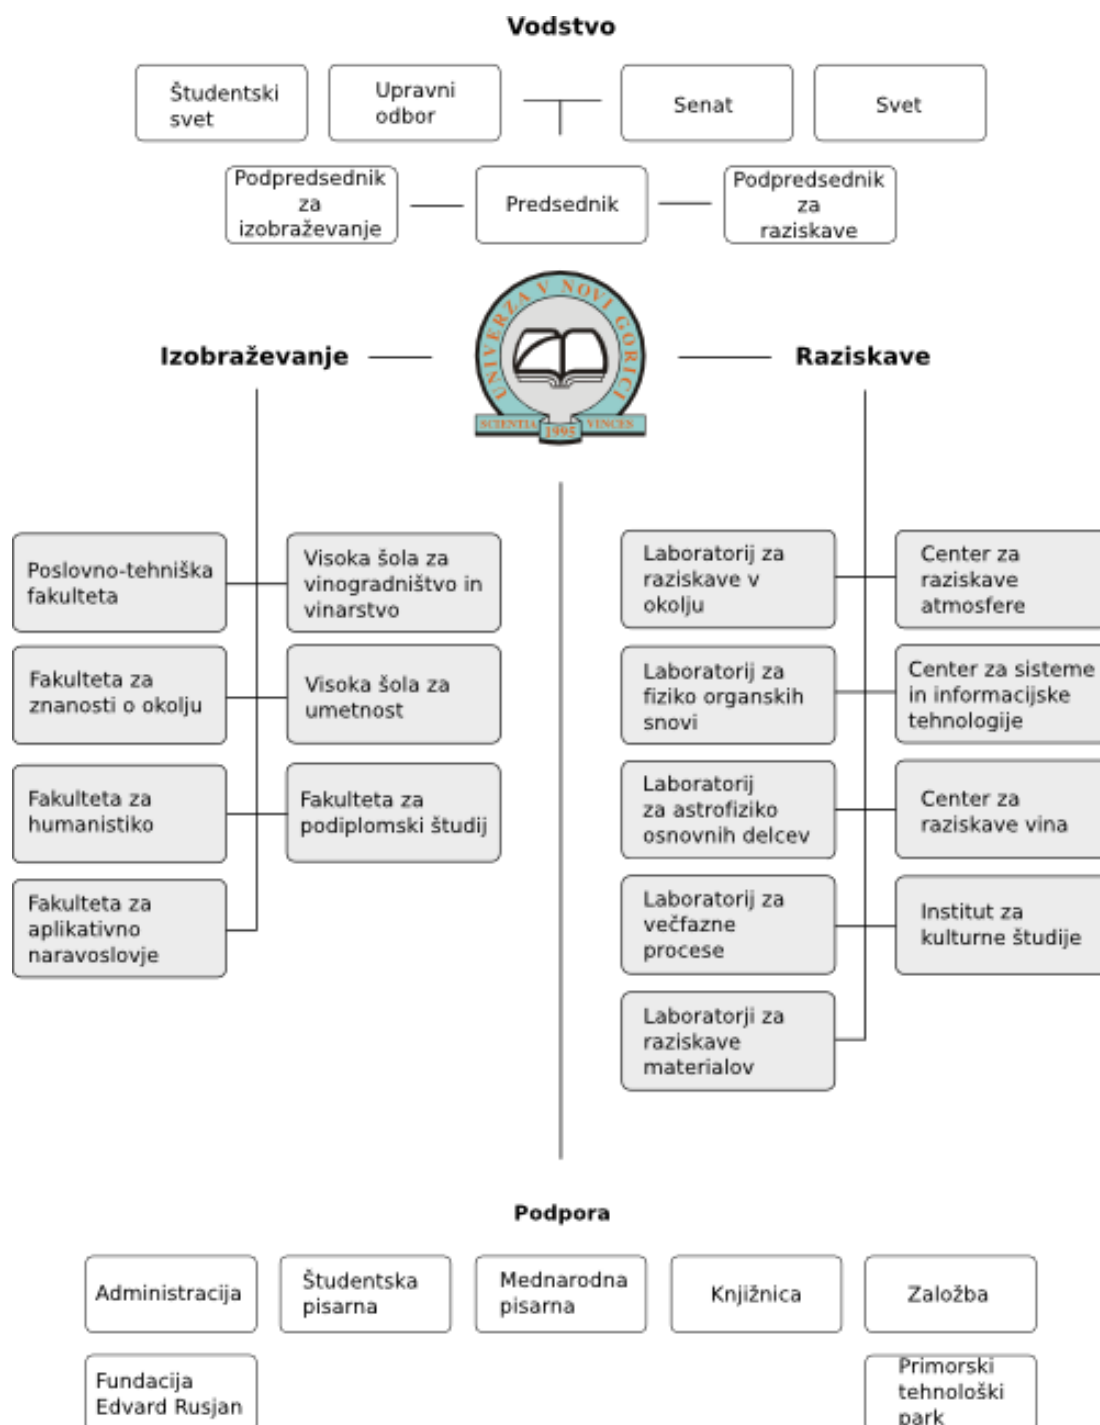 Vodstvo
Študentski
svet
Upravni
odbor
Senat
Svet
Podpredsednik
za
izobraževanje
Predsednik
Podpredsednik
za
raziskave
UNIVERZA V NOVI GORICI
SCIENTIA
1995
VINCES
Izobraževanje
Raziskave
Poslovno-tehniška
fakulteta
Visoka šola za
vinogradništvo in
vinarstvo
Fakulteta za
znanosti o okolju
Visoka šola za
umetnost
Fakulteta za
humanistiko
Fakulteta za
podiplomski študij
Fakulteta za
aplikativno
naravoslovje
Laboratorij za
raziskave v
okolju
Center za
raziskave
atmosfere
Laboratorij za
fiziko organskih
snovi
Center za sisteme
in informacijske
tehnologije
Laboratorij
za astrofiziko
osnovnih delcev
Center za
raziskave vina
Laboratorij za
večfazne
procese
Institut za
kulturne študije
Laboratorji za
raziskave
materialov
Podpora
Administracija
Študentska
pisarna
Mednarodna
pisarna
Knjižnica
Založba
Fundacija
Edvard Rusjan
Primorski
tehnološki
park